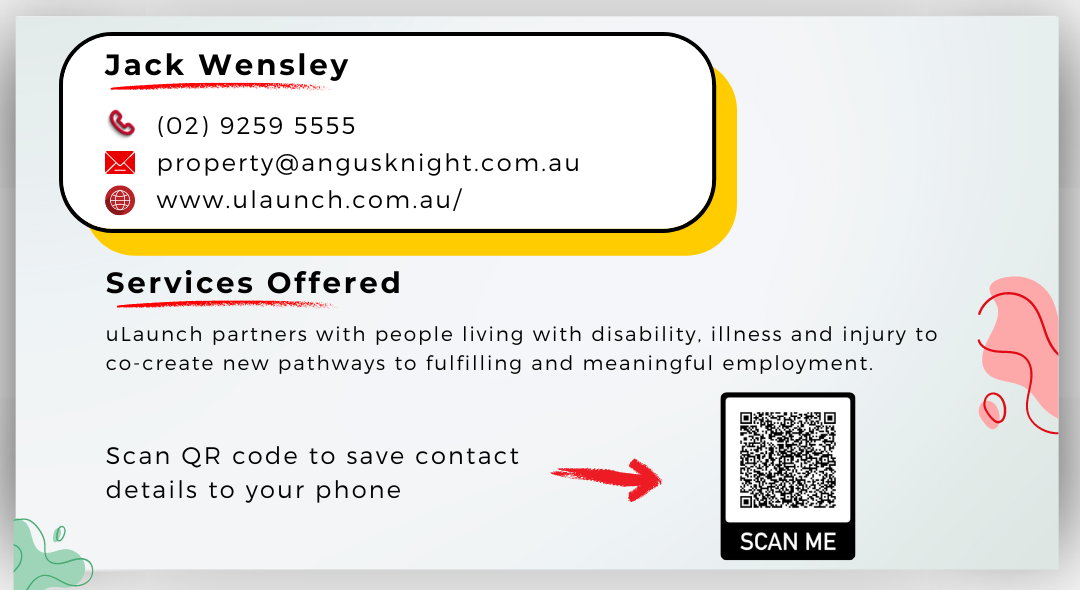 Jack Wensley
(02) 9259 5555
property@angusknight.com.au
www.ulaunch.com.au/
Services Offered
uLaunch partners with people living with disability, illness and injury to
co-create new pathways to fulfilling and meaningful employment.
Scan QR code to save contact
details to your phone
SCAN ME